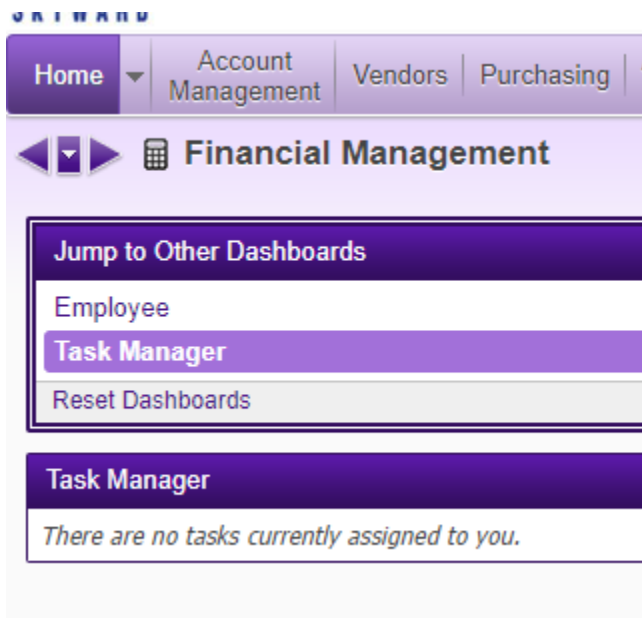 SKYWARD
Home
Account
Management
Vendors
Purchasing
Financial Management
Jump to Other Dashboards
Employee
Task Manager
Reset Dashboards
Task Manager
There are no tasks currently assigned to you.